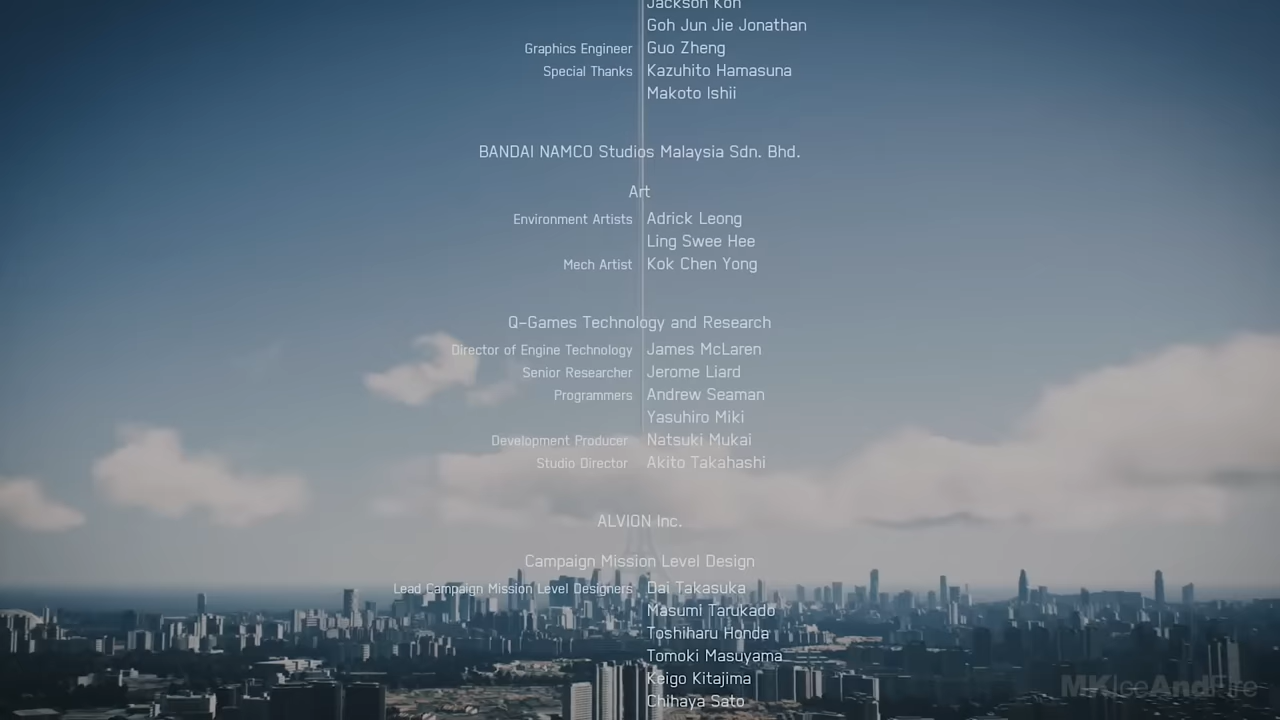 Jackson Koh
Goh Jun Jie Jonathan
Graphics Engineer Guo Zheng
Special Thanks Kazuhito Hamasuna
Makoto Ishii
BANDAI NAMCO Studios Malaysia Sdn. Bhd.
Art
Environment Artists Adrick Leong
Ling Swee Hee
Mech Artist Kok Chen Yong
Q-Games Technology and Research
Director of Engine Technology James McLaren
Senior Researcher Jerome Liard
Programmers Andrew Seaman
Yasuhiro Miki
Development Producer Natsuki Mukai
Studio Director Akito Takahashi
ALVION Inc.
Campaign Mission Level Design
Lead Campaign Mission Level Designers Dai Takasuka
Masumi Tarukado
Toshiharu Honda
Tomoki Masuyama
Keigo Kitajima
Chihaya Sato
MKIceAndFire